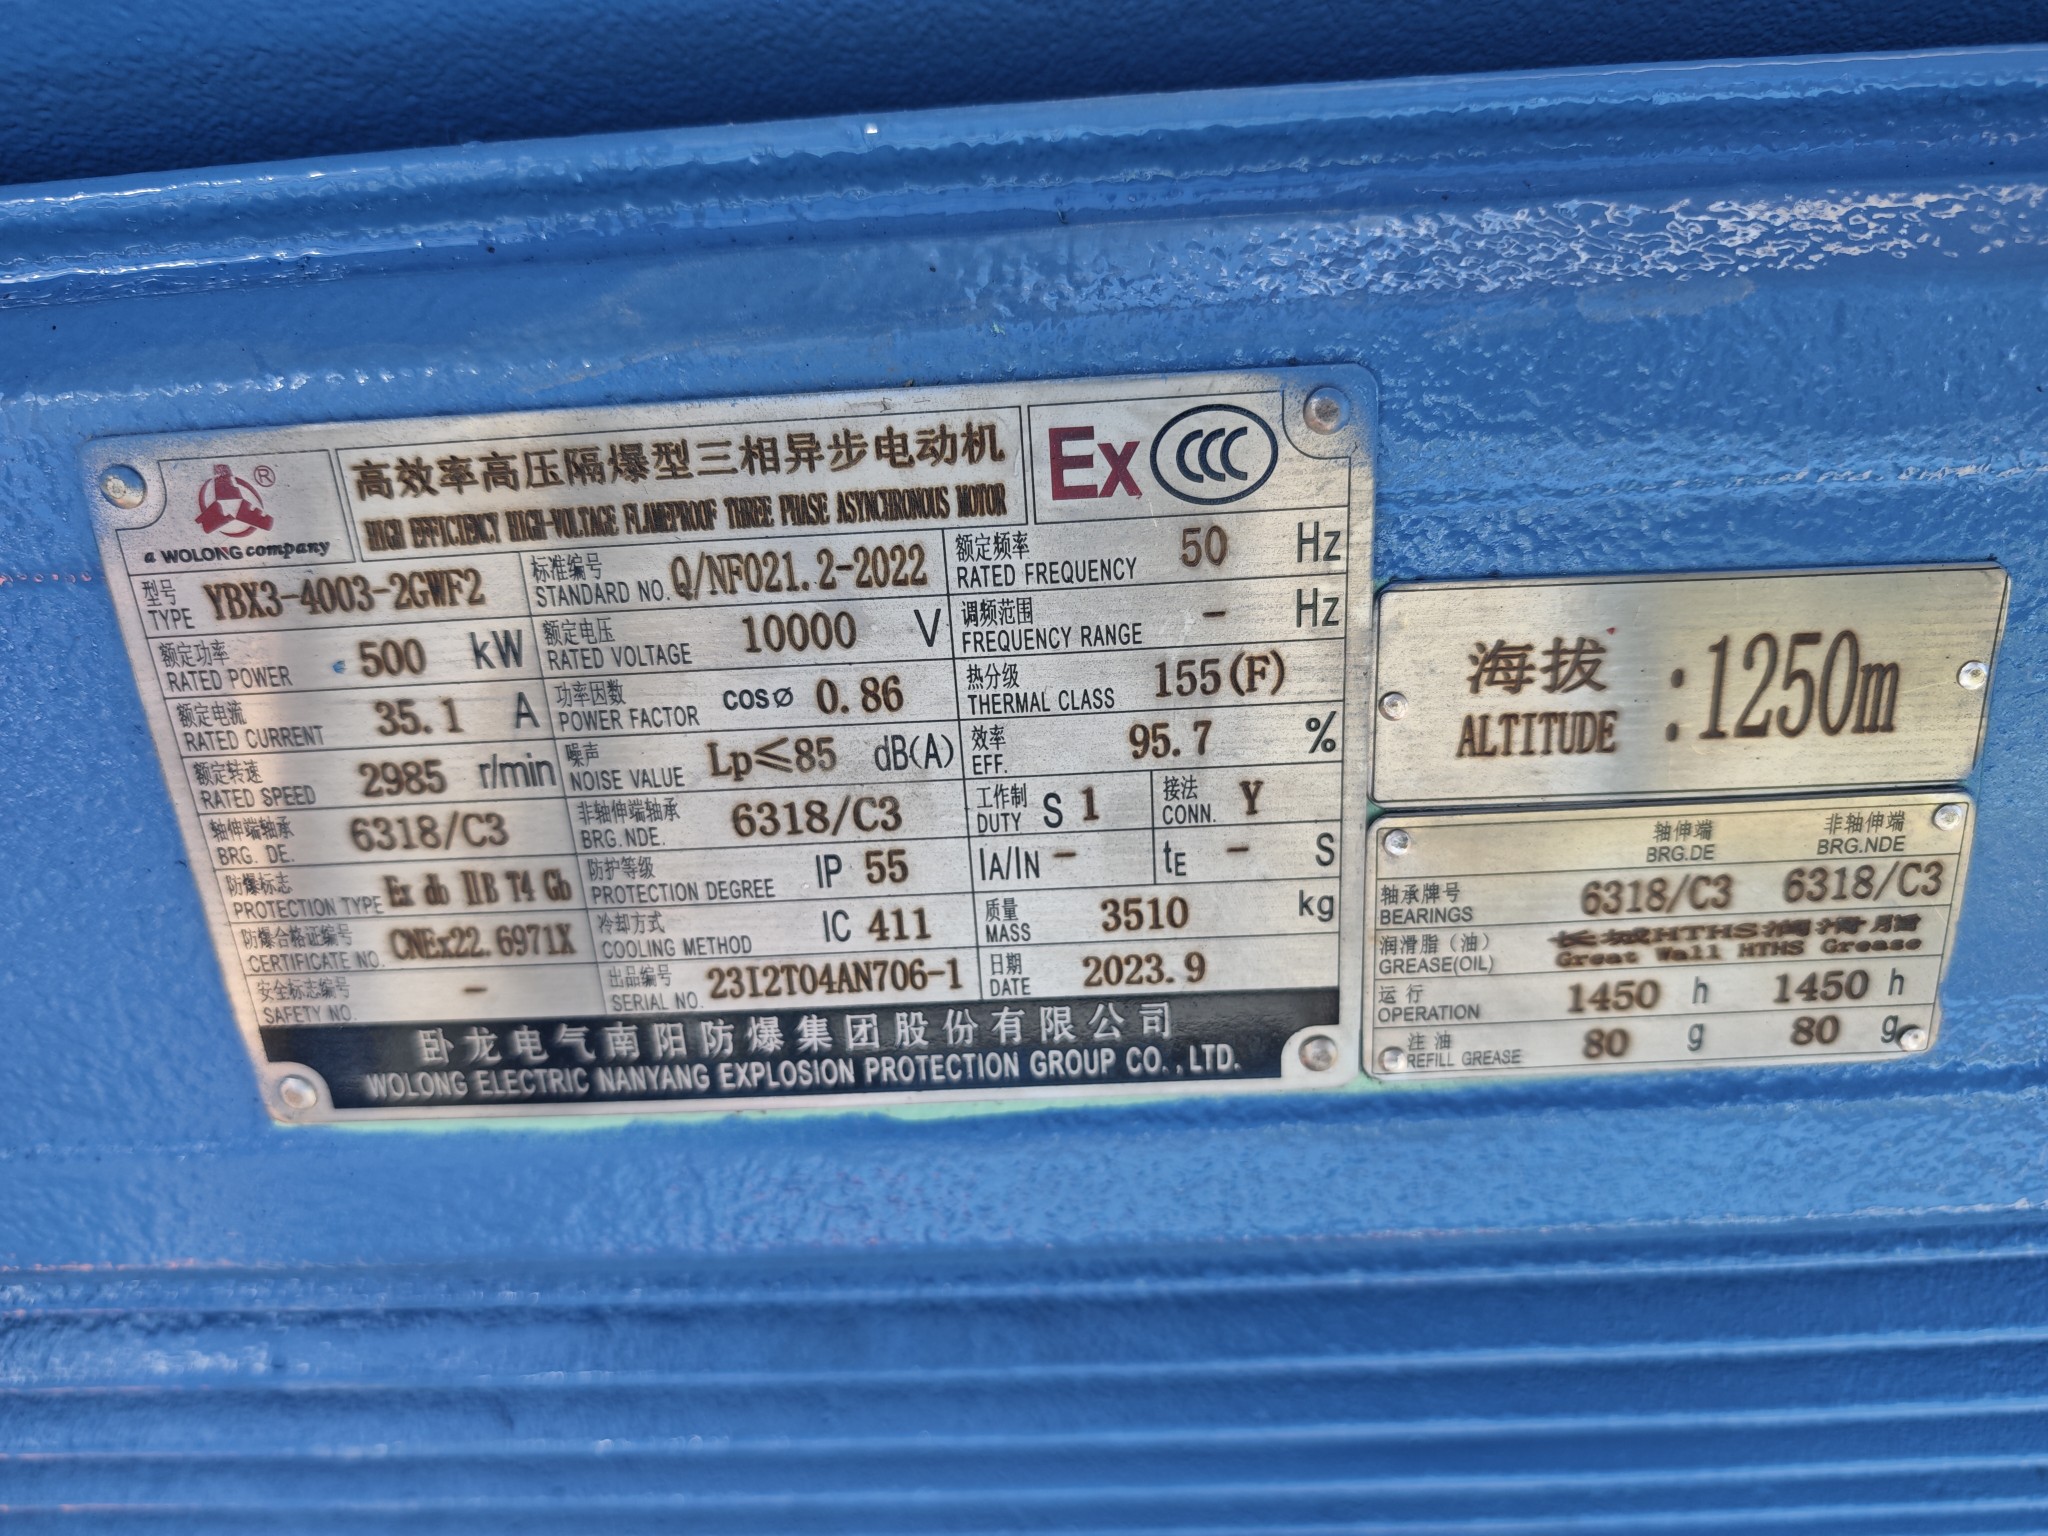 ® 高效率高压隔爆型三相异步电动机 Ex CCC
a WOLONG company HIGH EFFICIENCY HIGH-VOLTAGE FLAMEPROOF THREE PHASE ASYNCHRONOUS MOTOR
型号 TYPE YBX3-4003-2GWF2 标准编号 STANDARD NO. Q/NF021.2-2022 额定频率 RATED FREQUENCY 50 Hz
额定功率 RATED POWER 500 kW 额定电压 RATED VOLTAGE 10000 V 调频范围 FREQUENCY RANGE - Hz
额定电流 RATED CURRENT 35.1 A 功率因数 POWER FACTOR COSø 0.86 热分级 THERMAL CLASS 155(F)
额定转速 RATED SPEED 2985 r/min 噪声 NOISE VALUE Lp≤85 dB(A) 效率 EFF. 95.7 %
轴伸端轴承 BRG. DE. 6318/C3 非轴伸端轴承 BRG.NDE. 6318/C3 工作制 DUTY S 1 接法 CONN. Y
防爆标志 PROTECTION TYPE Ex db IIB T4 Gb 防护等级 PROTECTION DEGREE IP 55 IA/IN - tE - S
防爆合格证编号 CERTIFICATE NO. CNEx22.6971X 冷却方式 COOLING METHOD IC 411 质量 MASS 3510 kg
安全标志编号 SAFETY NO. - 出品编号 SERIAL NO. 23I2T04AN706-1 日期 DATE 2023.9
卧龙电气南阳防爆集团股份有限公司
WOLONG ELECTRIC NANYANG EXPLOSION PROTECTION GROUP CO., LTD.
海拔
ALTITUDE :1250m
轴伸端 非轴伸端
BRG.DE BRG.NDE
轴承牌号 BEARINGS 6318/C3 6318/C3
润滑脂（油） 长城HTHS润滑脂
GREASE(OIL) Great Wall HTHS Grease
运行 OPERATION 1450 h 1450 h
注油 REFILL GREASE 80 g 80 g